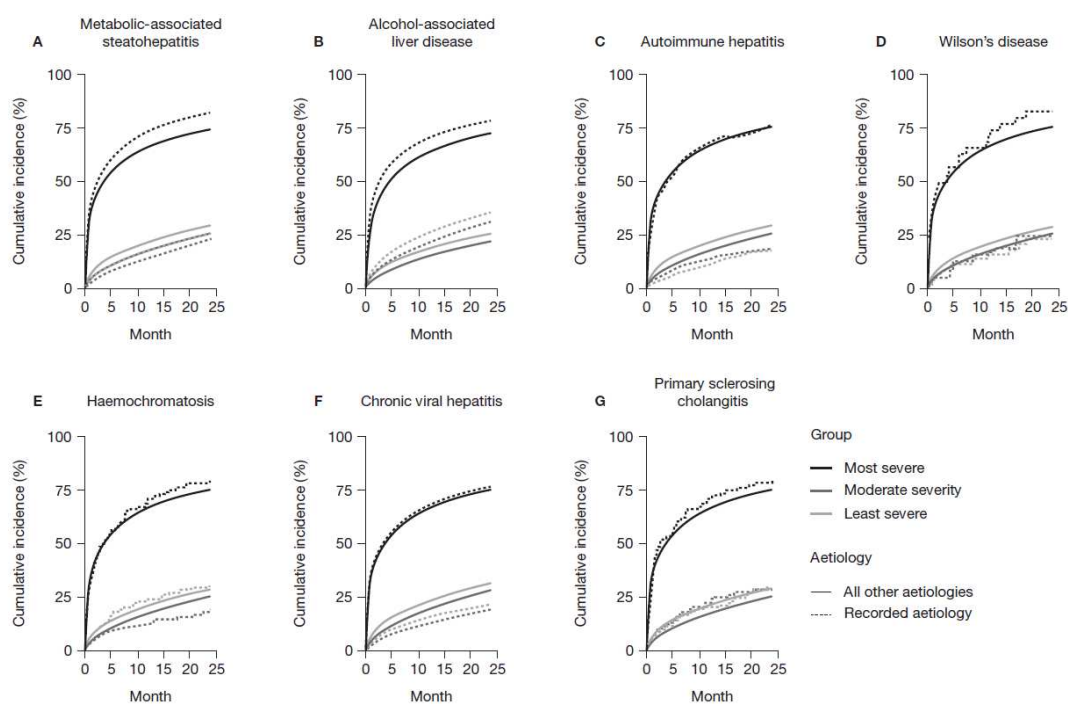 A
Metabolic-associated
steatohepatitis
Cumulative incidence (%)
100
75
50
25
0
0 5 10 15 20 25
Month
B
Alcohol-associated
liver disease
Cumulative incidence (%)
100
75
50
25
0
0 5 10 15 20 25
Month
C Autoimmune hepatitis
Cumulative incidence (%)
100
75
50
25
0
0 5 10 15 20 25
Month
D Wilson's disease
Cumulative incidence (%)
100
75
50
25
0
0 5 10 15 20 25
Month
E Haemochromatosis
Cumulative incidence (%)
100
75
50
25
0
0 5 10 15 20 25
Month
F Chronic viral hepatitis
Cumulative incidence (%)
100
75
50
25
0
0 5 10 15 20 25
Month
G
Primary sclerosing
cholangitis
Cumulative incidence (%)
100
75
50
25
0
0 5 10 15 20 25
Month
Group
Most severe
Moderate severity
Least severe
Aetiology
All other aetiologies
Recorded aetiology